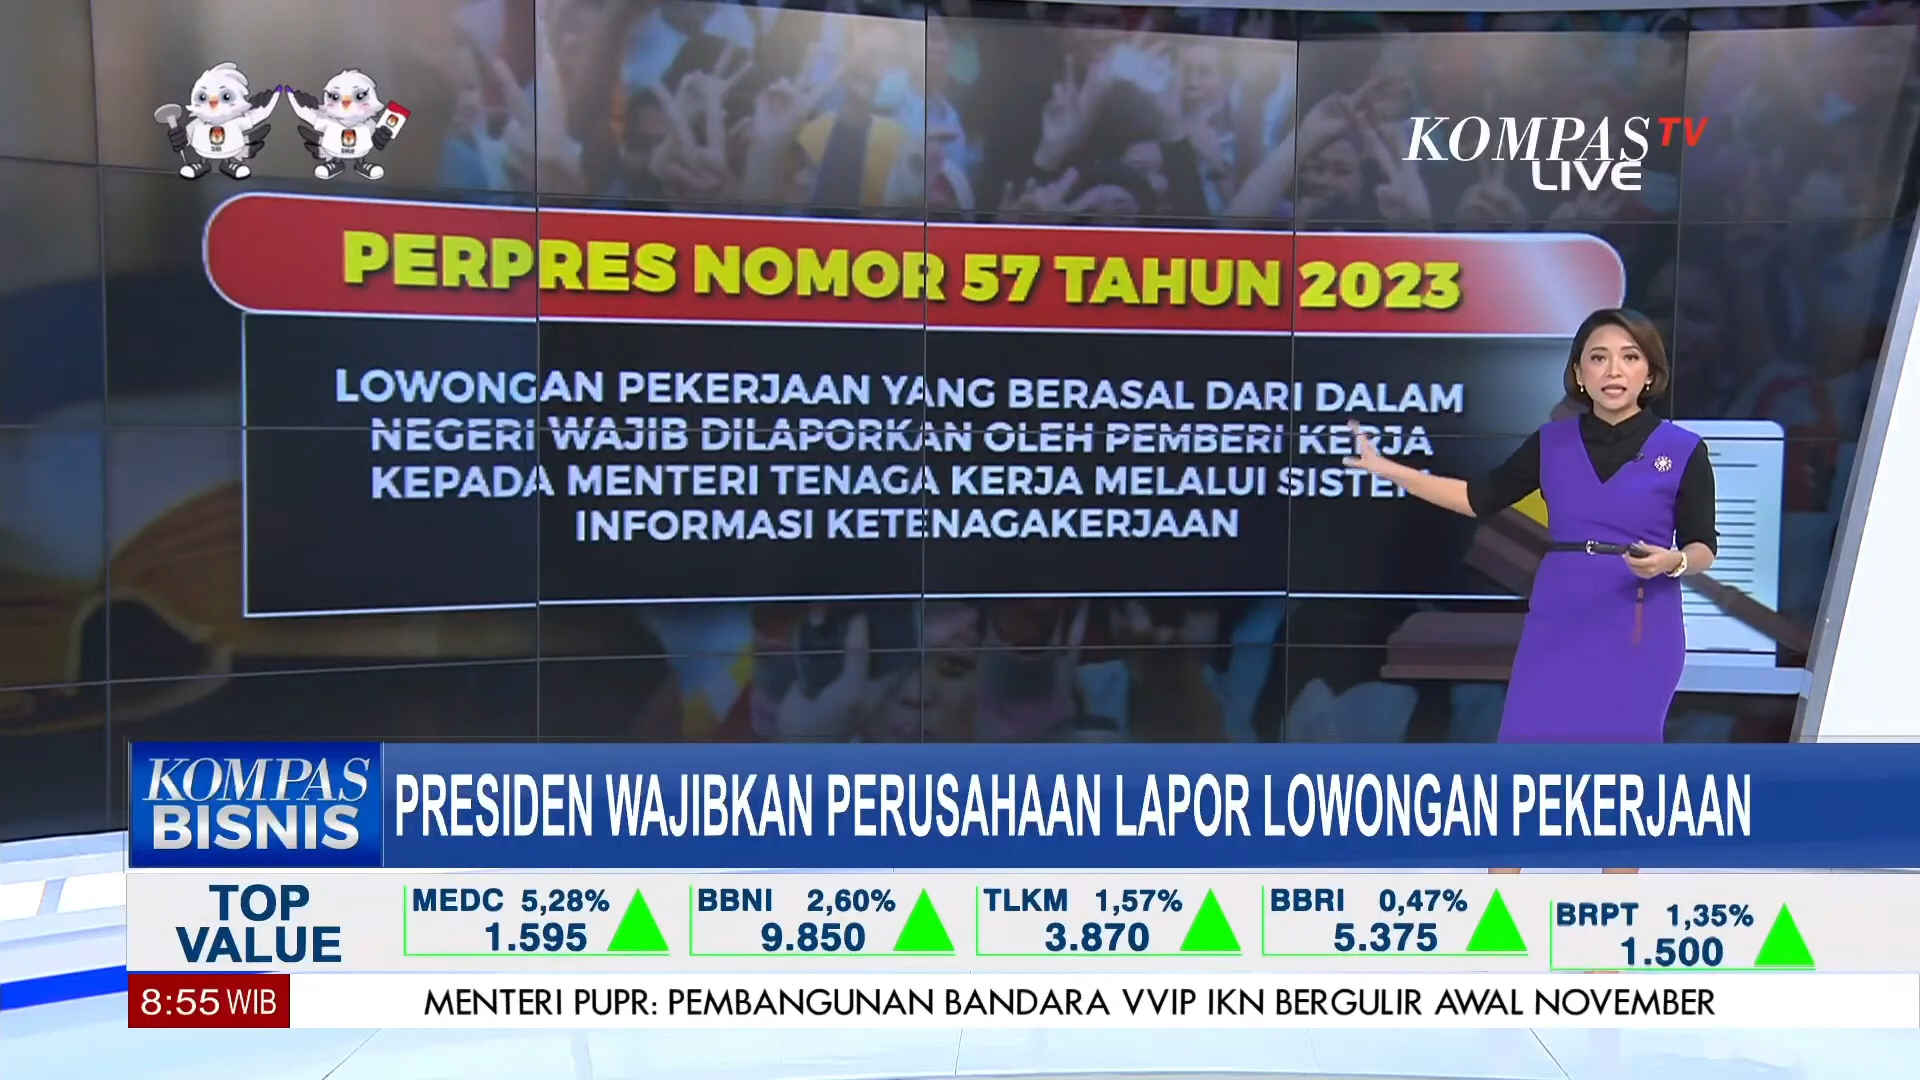 KOMPAS TV
LIVE
PERPRES NOMOR 57 TAHUN 2023
LOWONGAN PEKERJAAN YANG BERASAL DARI DALAM
NEGERI WAJIB DILAPORKAN OLEH PEMBERI KERJA
KEPADA MENTERI TENAGA KERJA MELALUI SISTEM
INFORMASI KETENAGAKERJAAN
KOMPAS
BISNIS
PRESIDEN WAJIBKAN PERUSAHAAN LAPOR LOWONGAN PEKERJAAN
TOP
VALUE
MEDC 5,28%
1.595
BBNI 2,60%
9.850
TLKM 1,57%
3.870
BBRI 0,47%
5.375
BRPT 1,35%
1.500
8:55 WIB
MENTERI PUPR: PEMBANGUNAN BANDARA VVIP IKN BERGULIR AWAL NOVEMBER